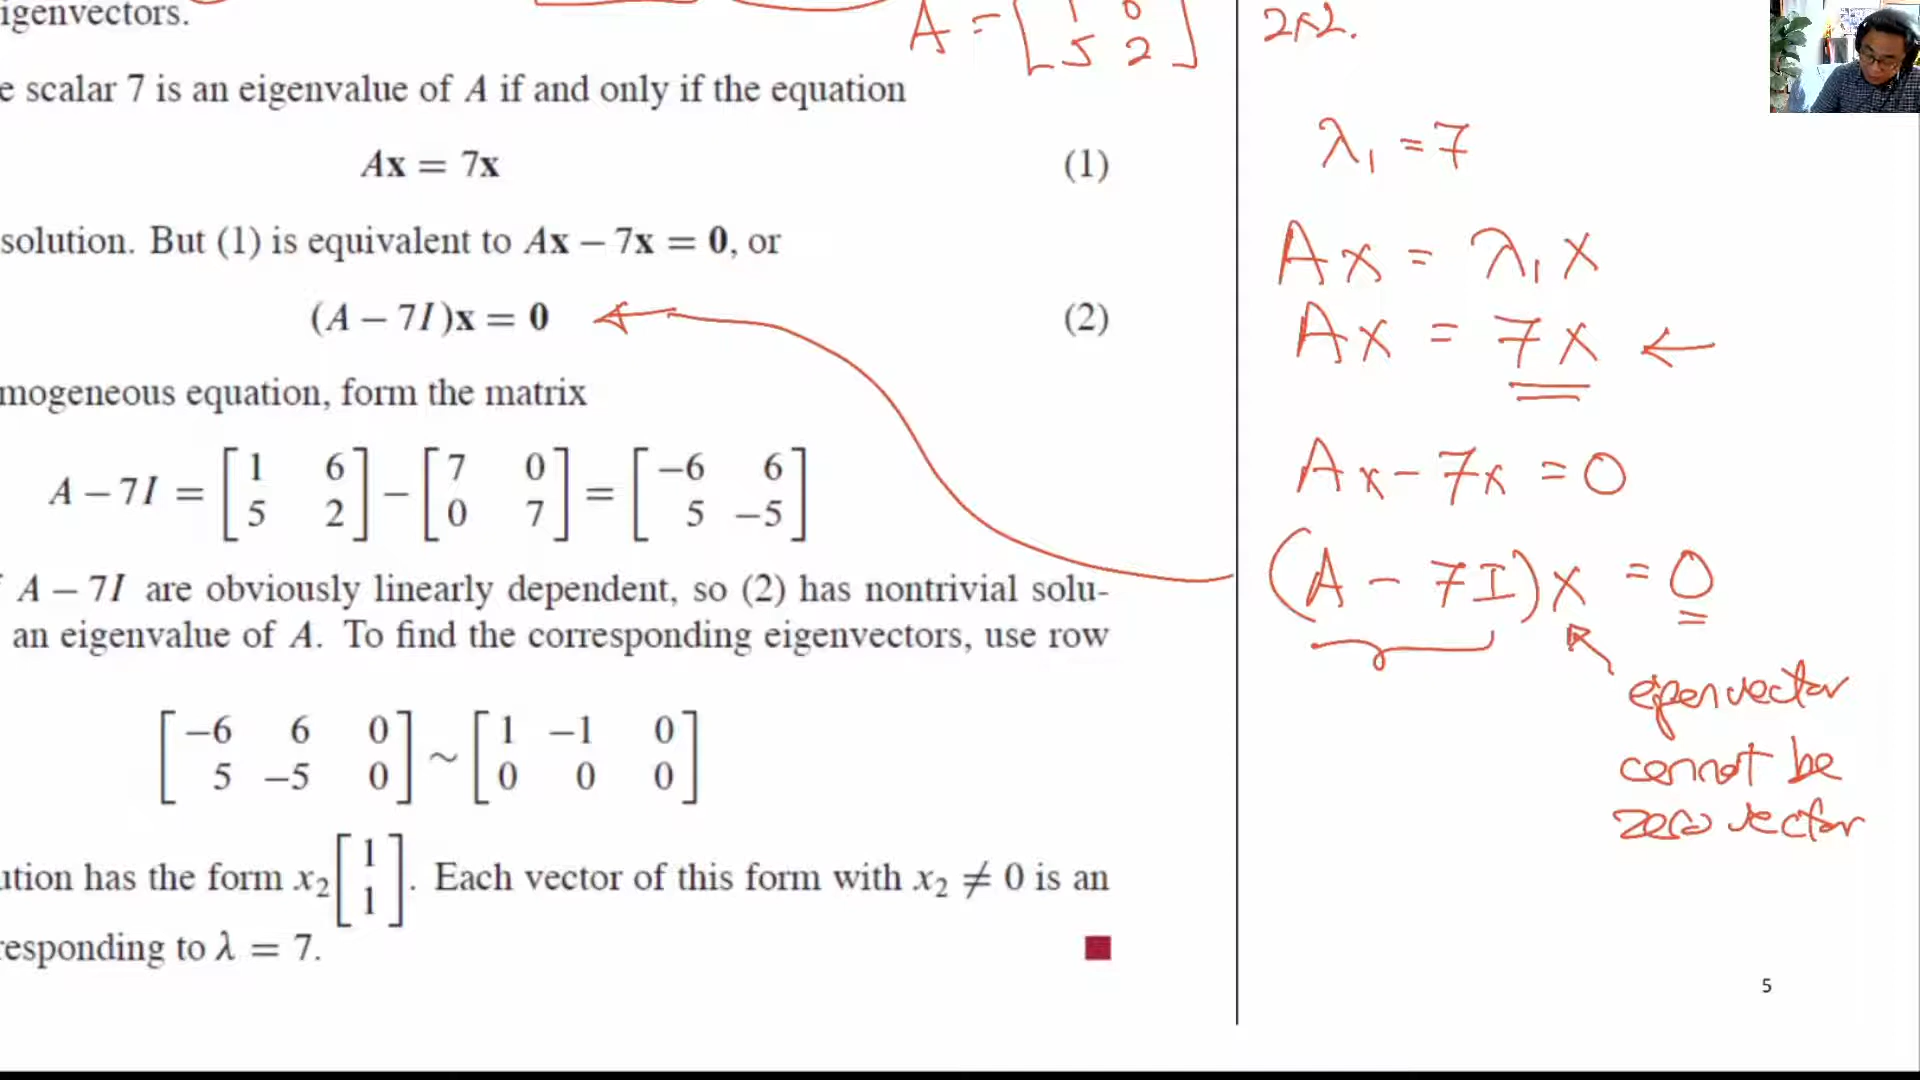 igenvectors.
A = [1 6
5 2]
2x2.
e scalar 7 is an eigenvalue of A if and only if the equation
Ax = 7x (1)
solution. But (1) is equivalent to Ax − 7x = 0, or
(A − 7I)x = 0 (2)
mogeneous equation, form the matrix
A − 7I = [1 6
5 2] − [7 0
0 7] = [−6 6
5 −5]
A − 7I are obviously linearly dependent, so (2) has nontrivial solu-
an eigenvalue of A. To find the corresponding eigenvectors, use row
[−6 6 0
5 −5 0] ~ [1 −1 0
0 0 0]
ution has the form x₂[1
1]. Each vector of this form with x₂ ≠ 0 is an
responding to λ = 7.
λ₁ = 7
Ax = λ₁x
Ax = 7x ←
Ax − 7x = 0
(A − 7I)x = 0
eigenvector
cannot be
zero vector
5